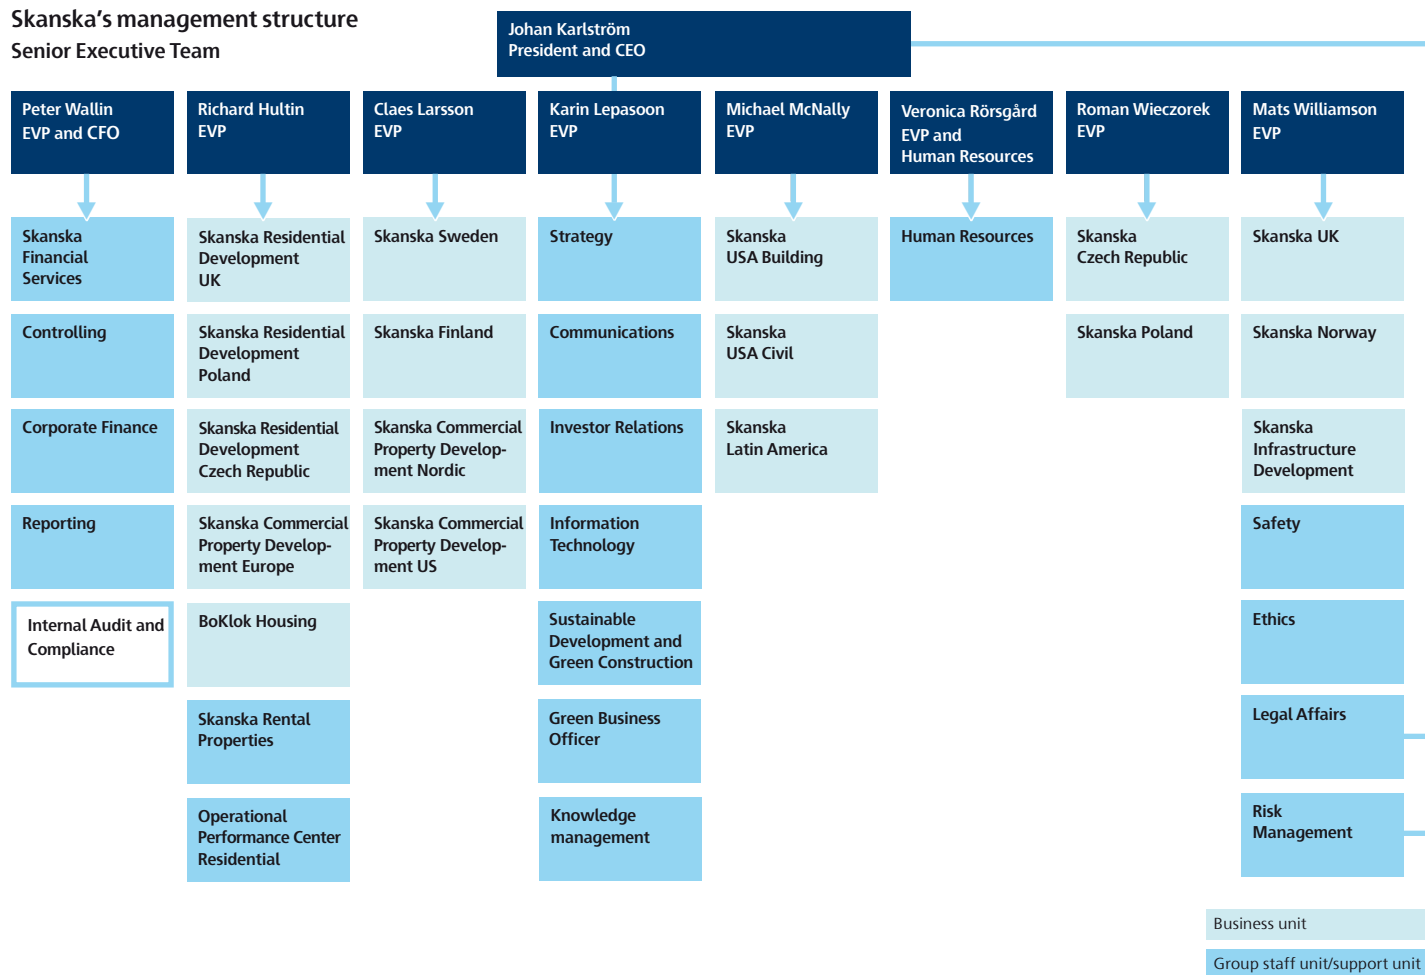 Skanska's management structure
Senior Executive Team
Johan Karlström
President and CEO
Peter Wallin
EVP and CFO
Richard Hultin
EVP
Claes Larsson
EVP
Karin Lepasoon
EVP
Michael McNally
EVP
Veronica Rörsgård
EVP and
Human Resources
Roman Wieczorek
EVP
Mats Williamson
EVP
Skanska
Financial
Services
Controlling
Corporate Finance
Reporting
Internal Audit and
Compliance
Skanska Residential
Development
UK
Skanska Residential
Development
Poland
Skanska Residential
Development
Czech Republic
Skanska Commercial
Property Develop-
ment Europe
BoKlok Housing
Skanska Rental
Properties
Operational
Performance Center
Residential
Skanska Sweden
Skanska Finland
Skanska Commercial
Property Develop-
ment Nordic
Skanska Commercial
Property Develop-
ment US
Strategy
Communications
Investor Relations
Information
Technology
Sustainable
Development and
Green Construction
Green Business
Officer
Knowledge
management
Skanska
USA Building
Skanska
USA Civil
Skanska
Latin America
Human Resources
Skanska
Czech Republic
Skanska Poland
Skanska UK
Skanska Norway
Skanska
Infrastructure
Development
Safety
Ethics
Legal Affairs
Risk
Management
Business unit
Group staff unit/support unit